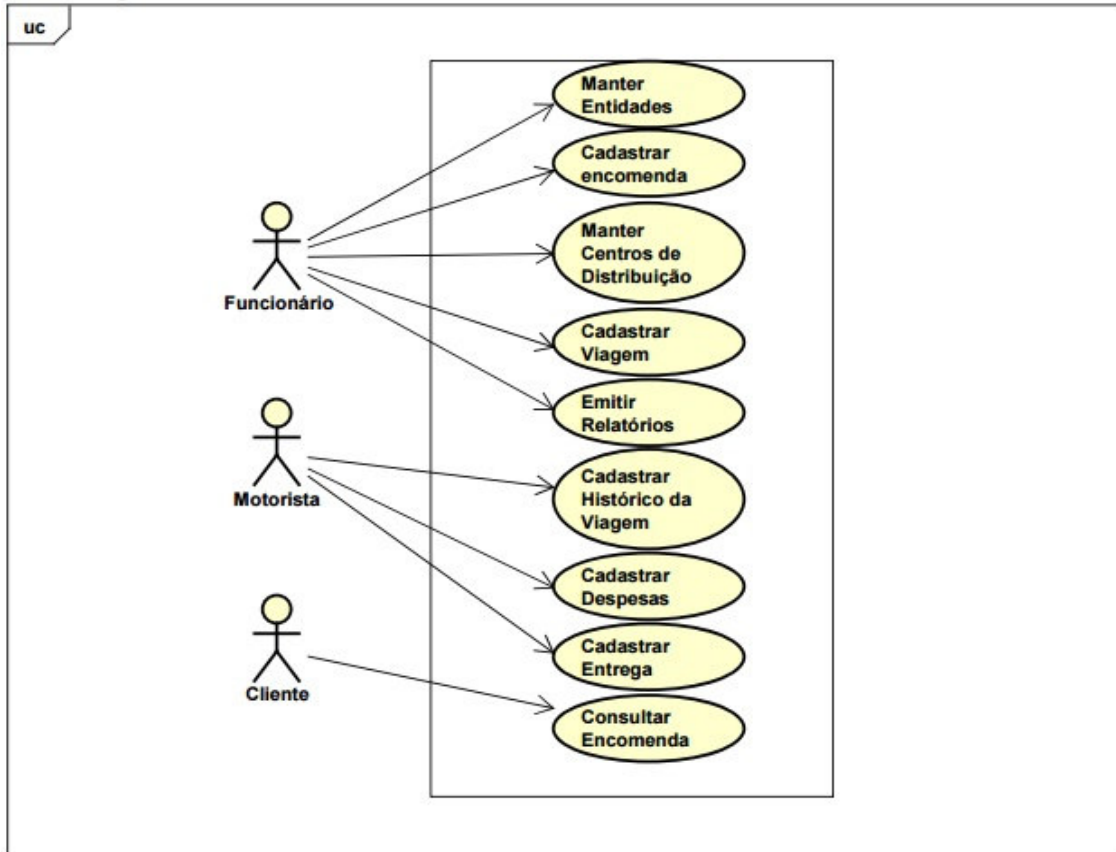 uc
Manter
Entidades
Cadastrar
encomenda
Manter
Centros de
Distribuição
Funcionário
Cadastrar
Viagem
Emitir
Relatórios
Cadastrar
Histórico da
Viagem
Motorista
Cadastrar
Despesas
Cadastrar
Entrega
Cliente
Consultar
Encomenda